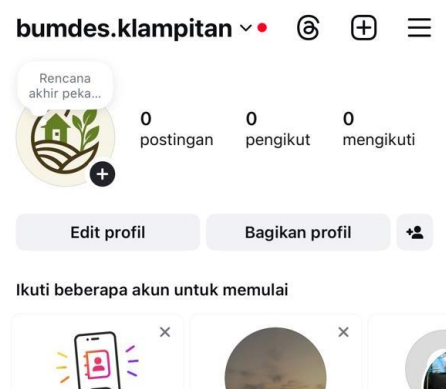 bumdes.klampitan
Rencana
akhir peka...
0
postingan
0
pengikut
0
mengikuti
Edit profil
Bagikan profil
Ikuti beberapa akun untuk memulai